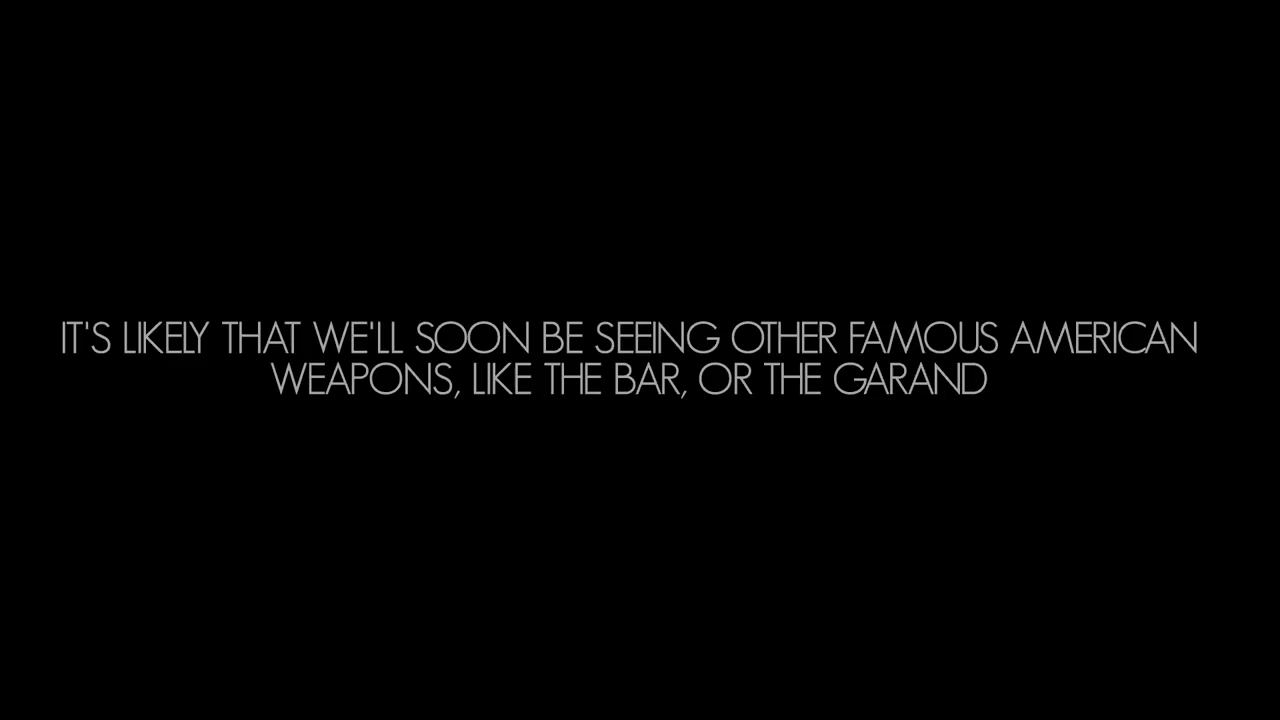 IT'S LIKELY THAT WE'LL SOON BE SEEING OTHER FAMOUS AMERICAN
WEAPONS, LIKE THE BAR, OR THE GARAND